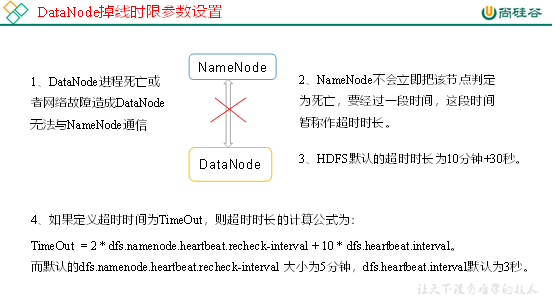 DataNode掉线时限参数设置
尚硅谷
1、DataNode进程死亡或
者网络故障造成DataNode
无法与NameNode通信
NameNode
DataNode
2、NameNode不会立即把该节点判定
为死亡，要经过一段时间，这段时间
暂称作超时时长。
3、HDFS默认的超时时长为10分钟+30秒。
4、如果定义超时时间为TimeOut，则超时时长的计算公式为：
TimeOut = 2 * dfs.namenode.heartbeat.recheck-interval + 10 * dfs.heartbeat.interval。
而默认的dfs.namenode.heartbeat.recheck-interval 大小为5分钟，dfs.heartbeat.interval默认为3秒。
让天下没有难学的技术